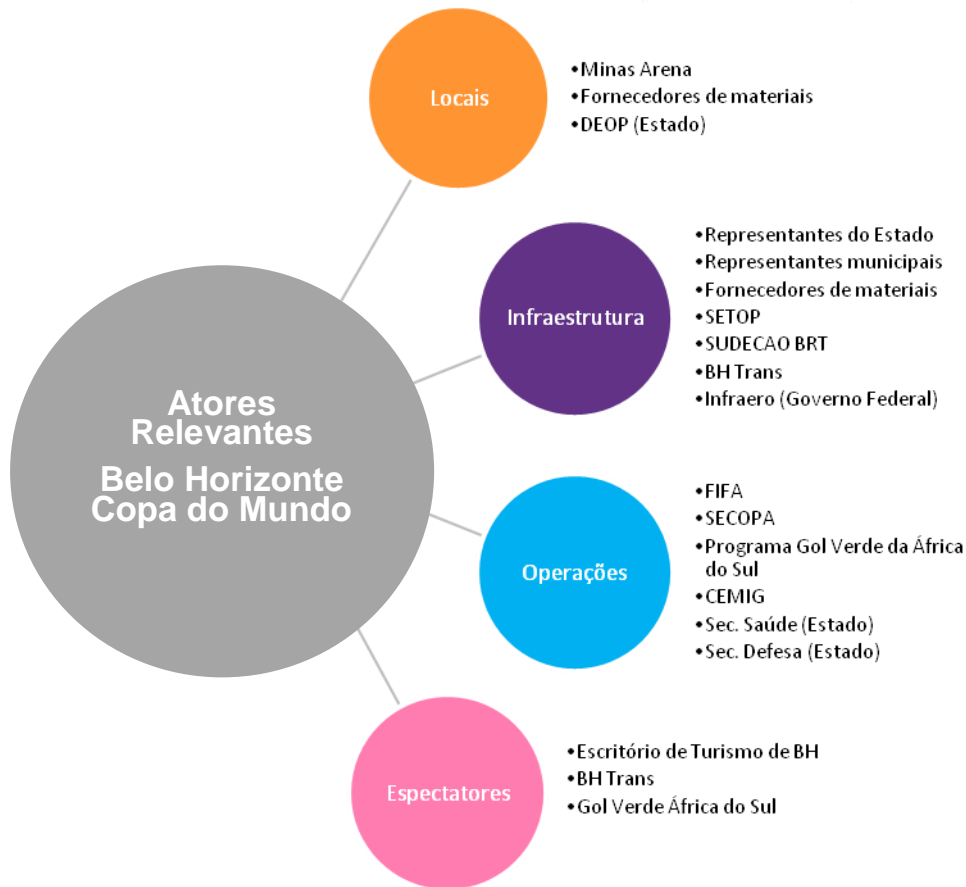 Atores
Relevantes
Belo Horizonte
Copa do Mundo
Locais
•Minas Arena
•Fornecedores de materiais
•DEOP (Estado)
Infraestrutura
•Representantes do Estado
•Representantes municipais
•Fornecedores de materiais
•SETOP
•SUDECAO BRT
•BH Trans
•Infraero (Governo Federal)
Operações
•FIFA
•SECOPA
•Programa Gol Verde da África
do Sul
•CEMIG
•Sec. Saúde (Estado)
•Sec. Defesa (Estado)
Espectatores
•Escritório de Turismo de BH
•BH Trans
•Gol Verde África do Sul